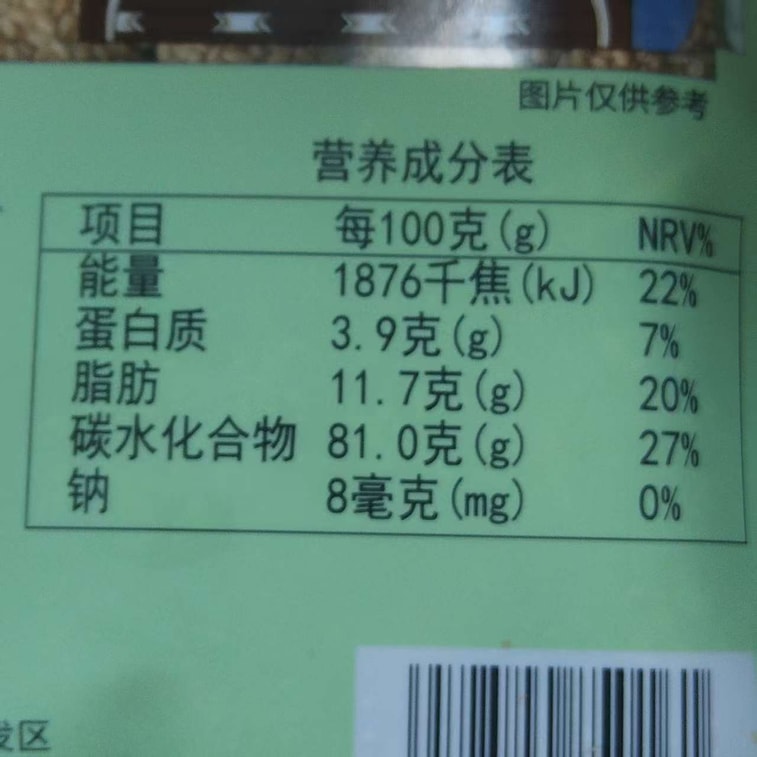 图片仅供参考
营养成分表
项目 每100克(g) NRV%
能量 1876千焦(kJ) 22%
蛋白质 3.9克(g) 7%
脂肪 11.7克(g) 20%
碳水化合物 81.0克(g) 27%
钠 8毫克(mg) 0%
发区